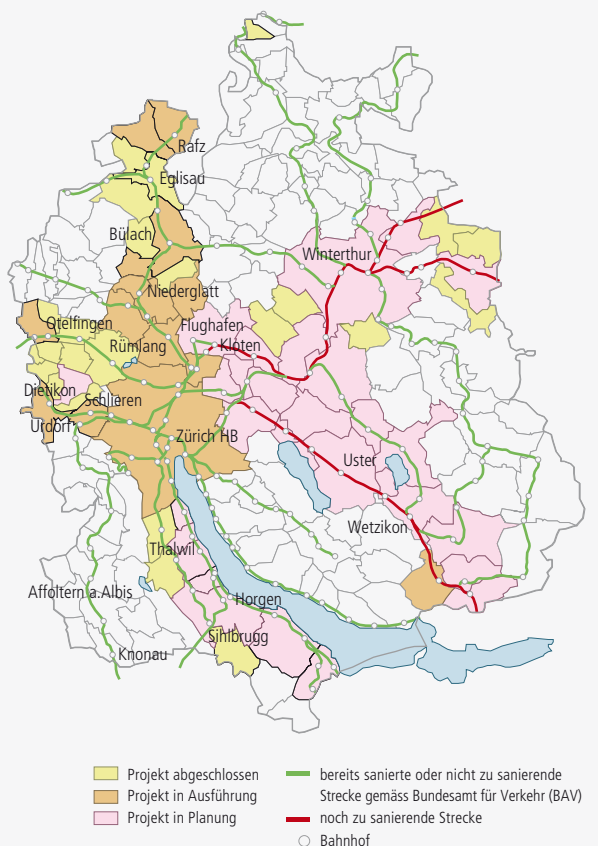 Rafz
Eglisau
Bülach
Winterthur
Niederglatt
Otelfingen
Flughafen
Rümlang
Kloten
Dietikon
Schlieren
Urdorf
Zürich HB
Uster
Wetzikon
Thalwil
Affoltern a.Albis
Horgen
Sihlbrugg
Knonau
Projekt abgeschlossen
Projekt in Ausführung
Projekt in Planung
bereits sanierte oder nicht zu sanierende
Strecke gemäss Bundesamt für Verkehr (BAV)
noch zu sanierende Strecke
Bahnhof